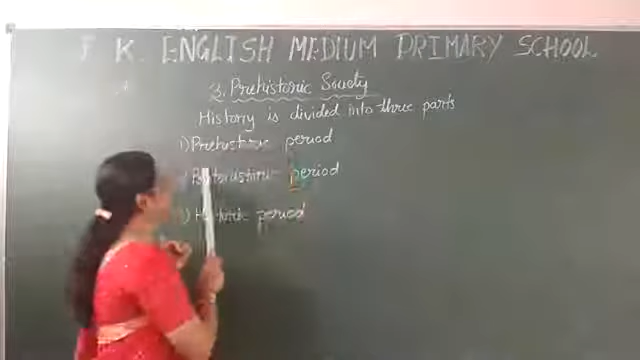 K. ENGLISH MEDIUM PRIMARY SCHOOL
3. Prehistoric Society
History is divided into three parts
1) Prehistoric period
period
period